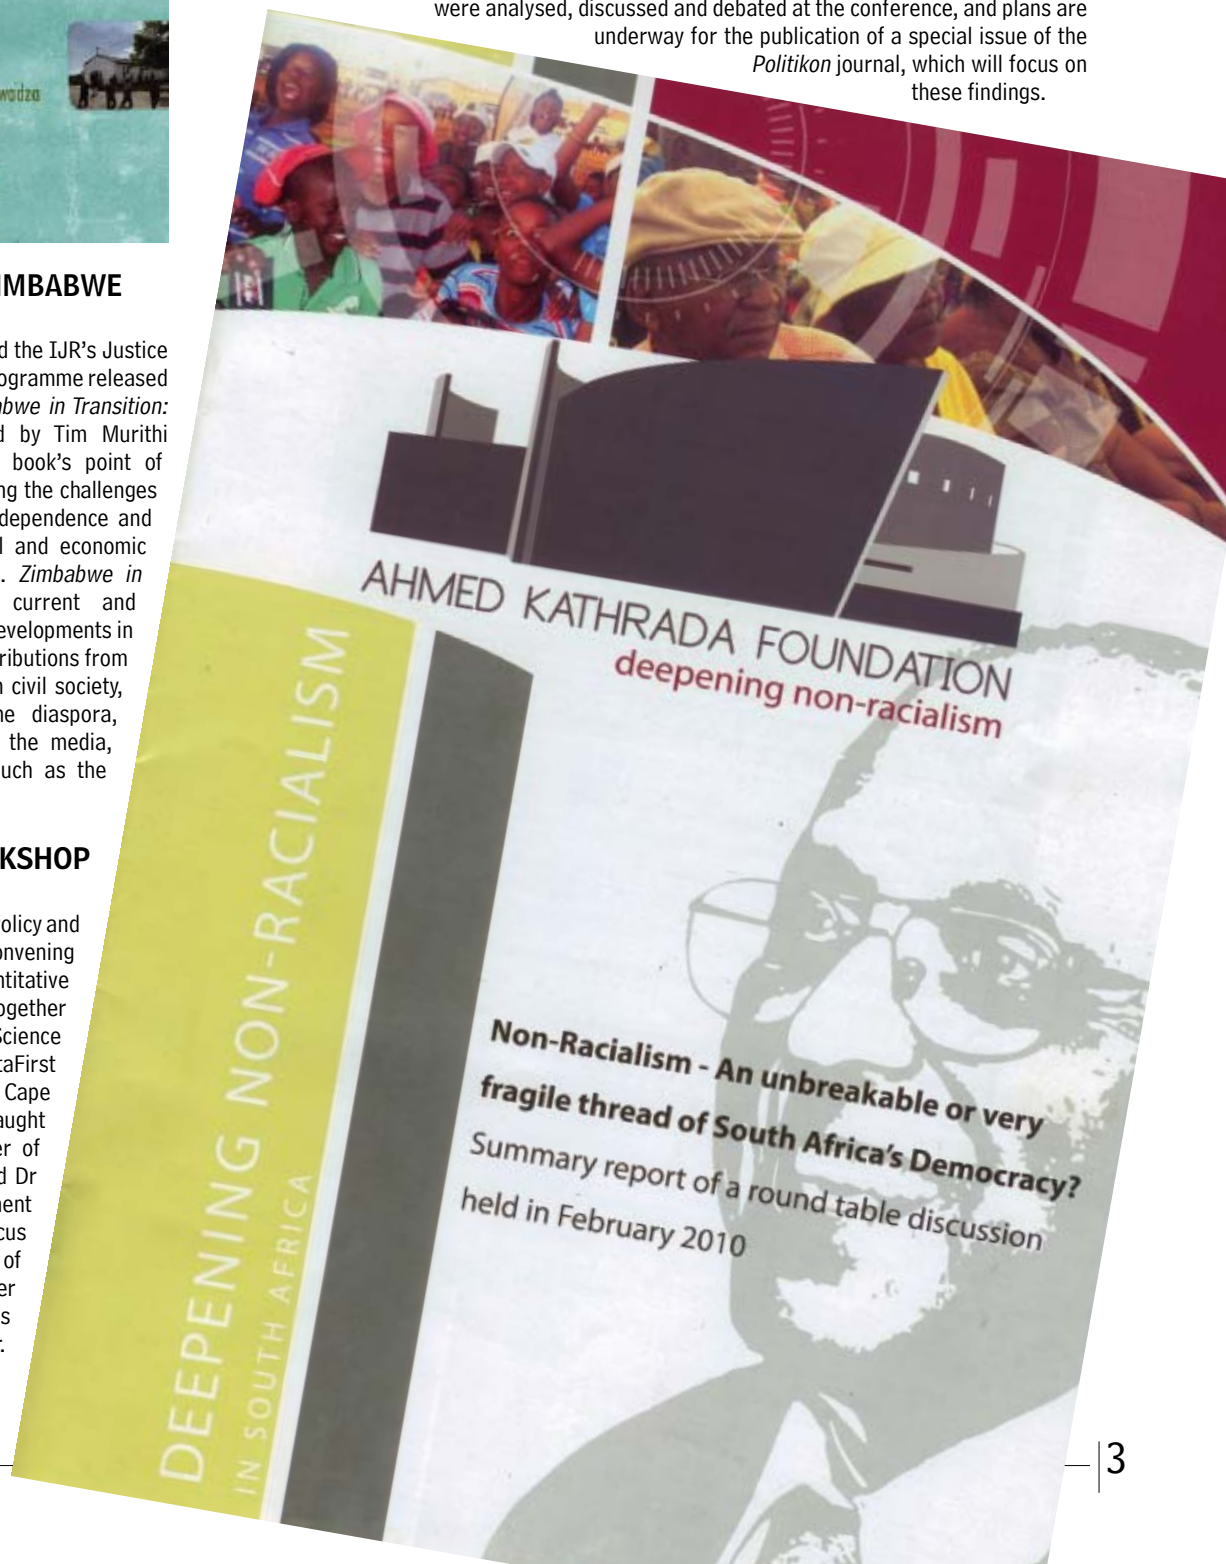 were analysed, discussed and debated at the conference, and plans are
underway for the publication of a special issue of the
Politikon journal, which will focus on
these findings.
wadza
IMBABWE
d the IJR’s Justice
ogramme released
abwe in Transition:
d by Tim Murithi
book’s point of
ng the challenges
dependence and
l and economic
. Zimbabwe in
current and
evelopments in
ributions from
n civil society,
he diaspora,
the media,
uch as the
KSHOP
olicy and
onvening
ntitative
ogether
Science
taFirst
Cape
aught
er of
d Dr
ment
cus
of
er
s
r.
AHMED KATHRADA FOUNDATION
deepening non-racialism
DEEPENING NON-RACIALISM
IN SOUTH AFRICA
Non-Racialism - An unbreakable or very
fragile thread of South Africa’s Democracy?
Summary report of a round table discussion
held in February 2010
3